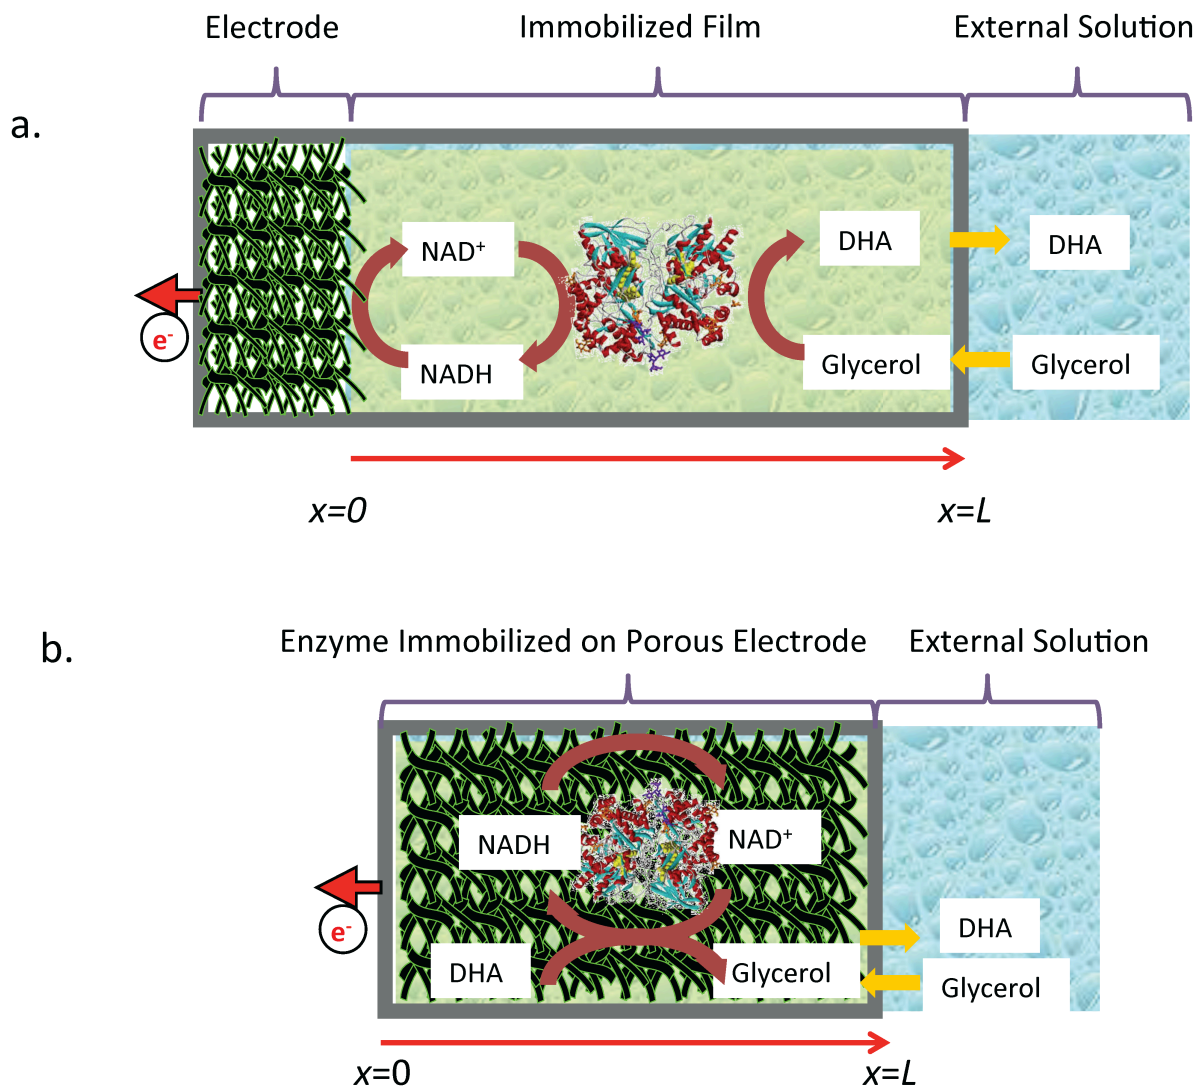 Electrode Immobilized Film External Solution
a.
NAD+ DHA DHA
e-
NADH Glycerol Glycerol
x=0 x=L
b. Enzyme Immobilized on Porous Electrode External Solution
NADH NAD+
e-
DHA Glycerol DHA
Glycerol
x=0 x=L